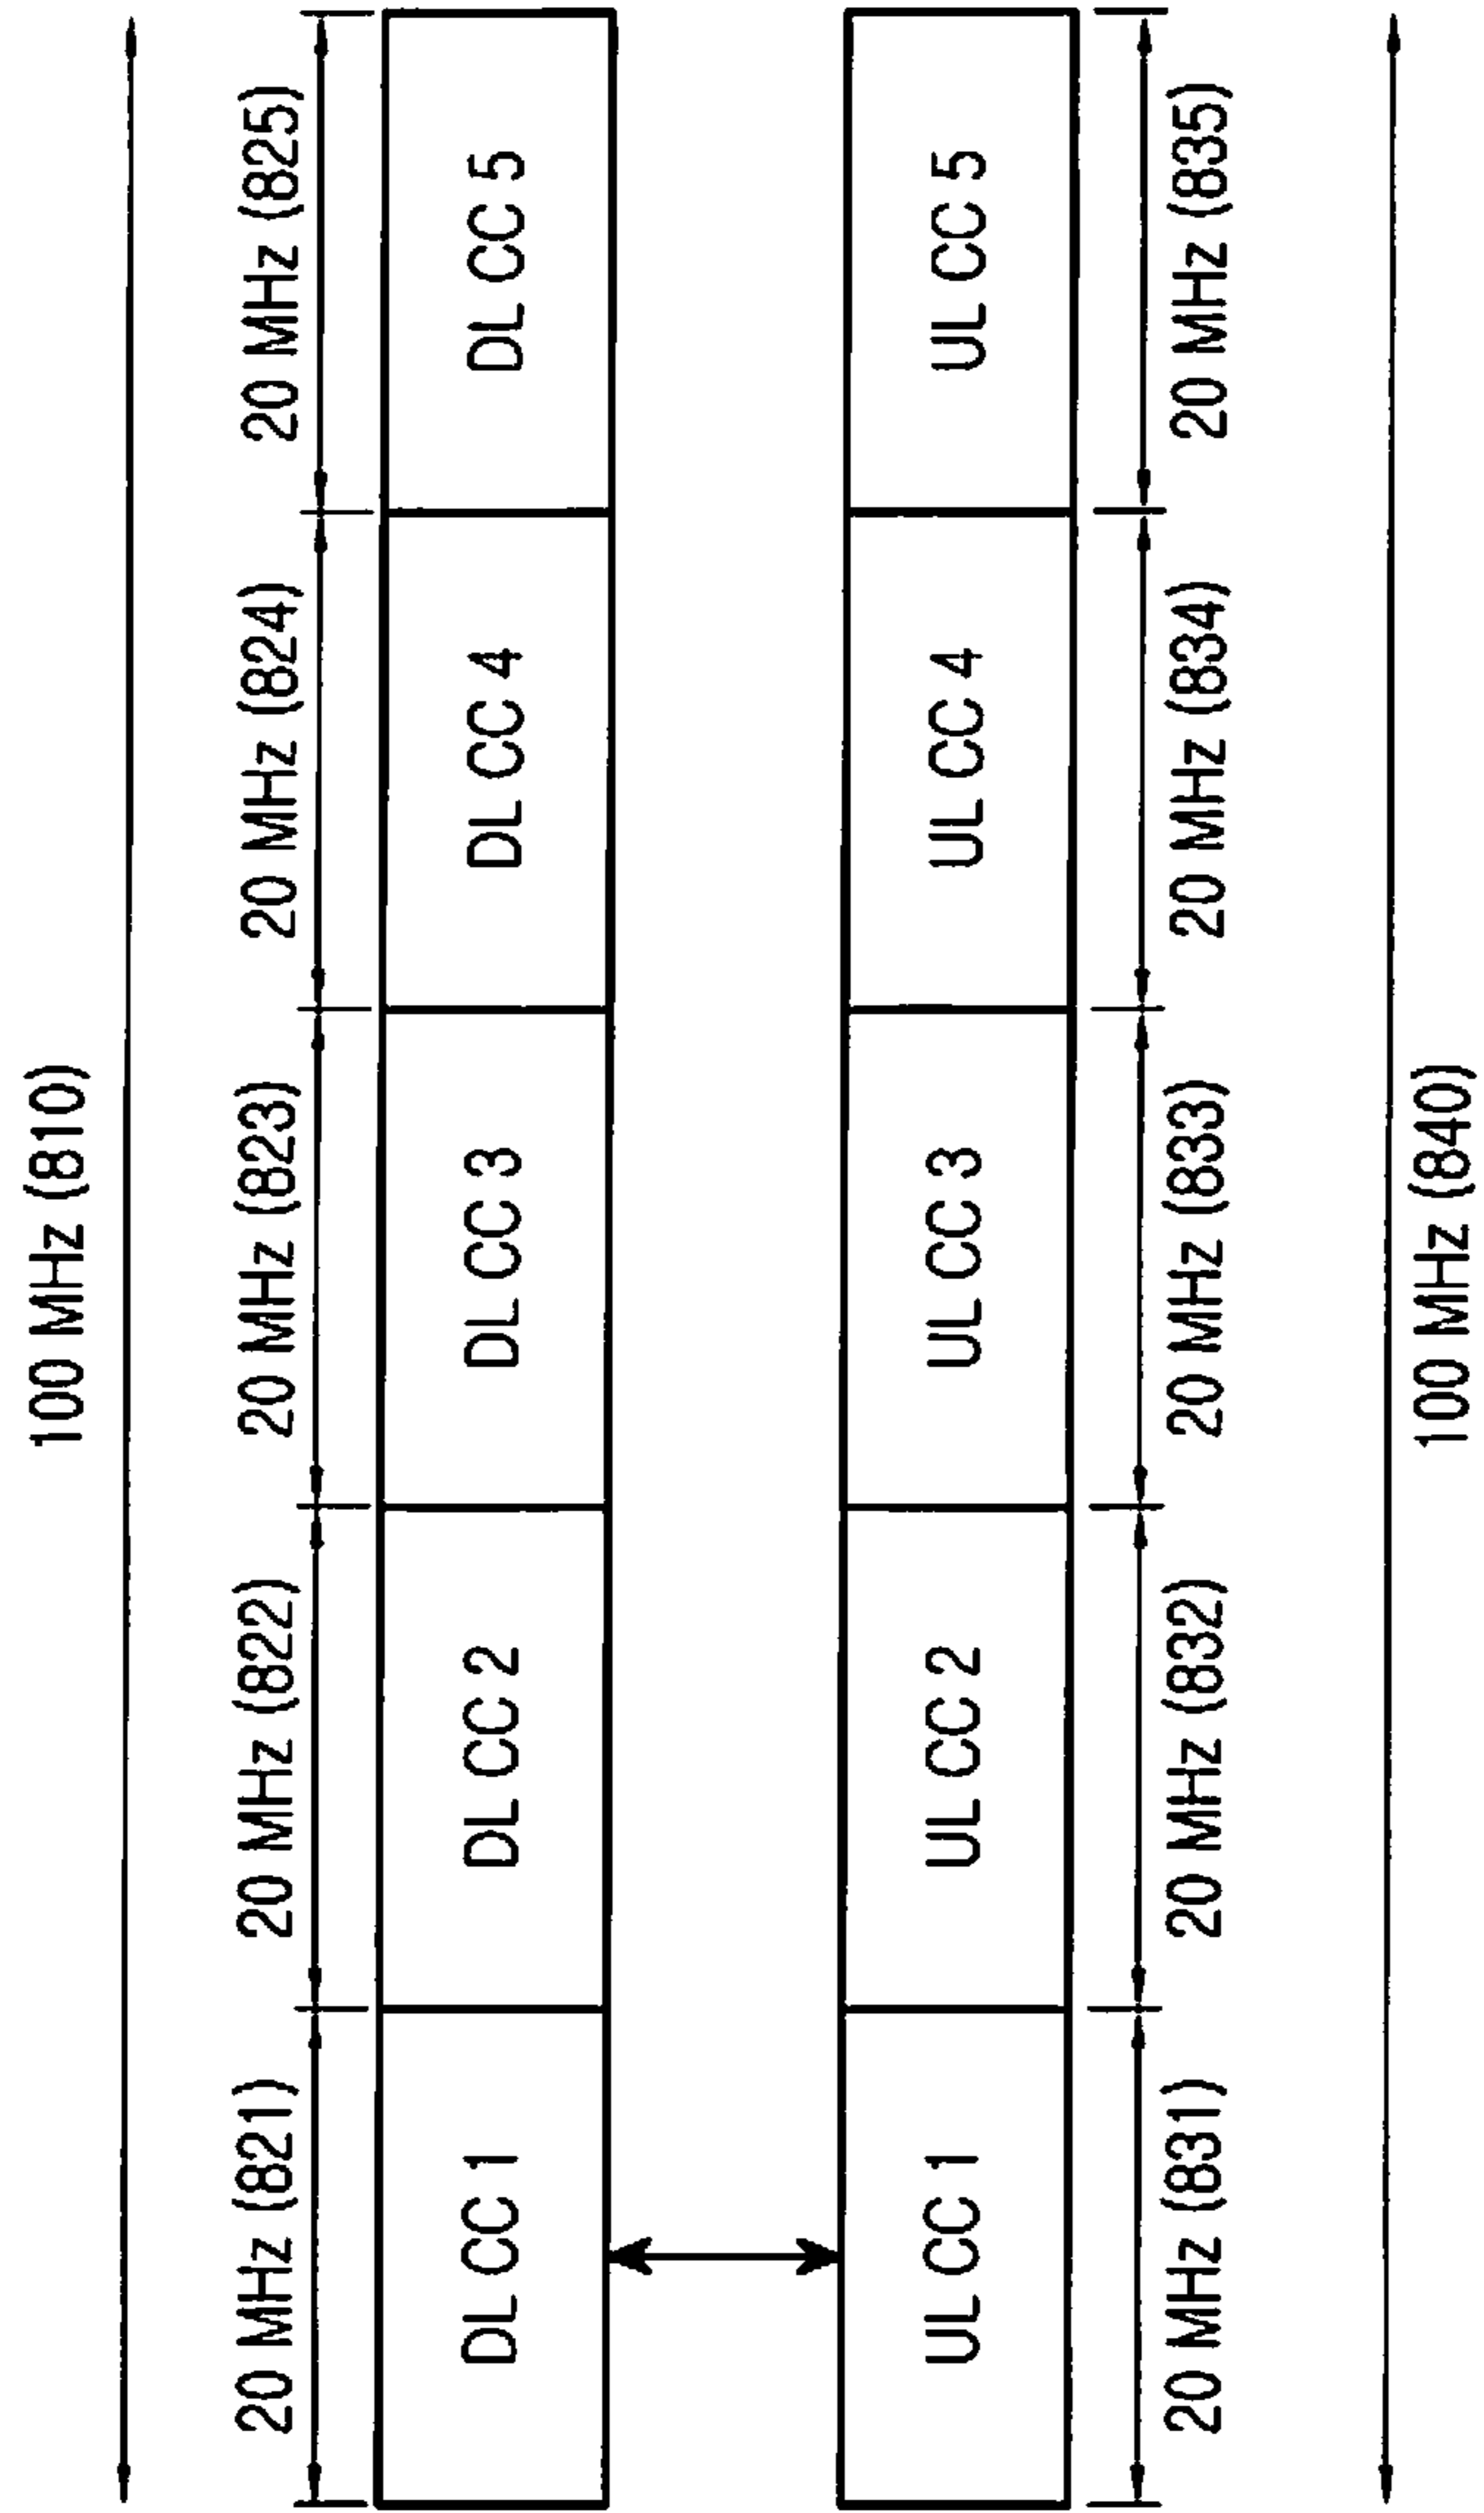 100 MHz (810)
20 MHz (821)
20 MHz (822)
20 MHz (823)
20 MHz (824)
20 MHz (825)
DL CC 1
DL CC 2
DL CC 3
DL CC 4
DL CC 5
UL CC 1
UL CC 2
UL CC 3
UL CC 4
UL CC 5
20 MHz (831)
20 MHz (832)
20 MHz (833)
20 MHz (834)
20 MHz (835)
100 MHz (840)